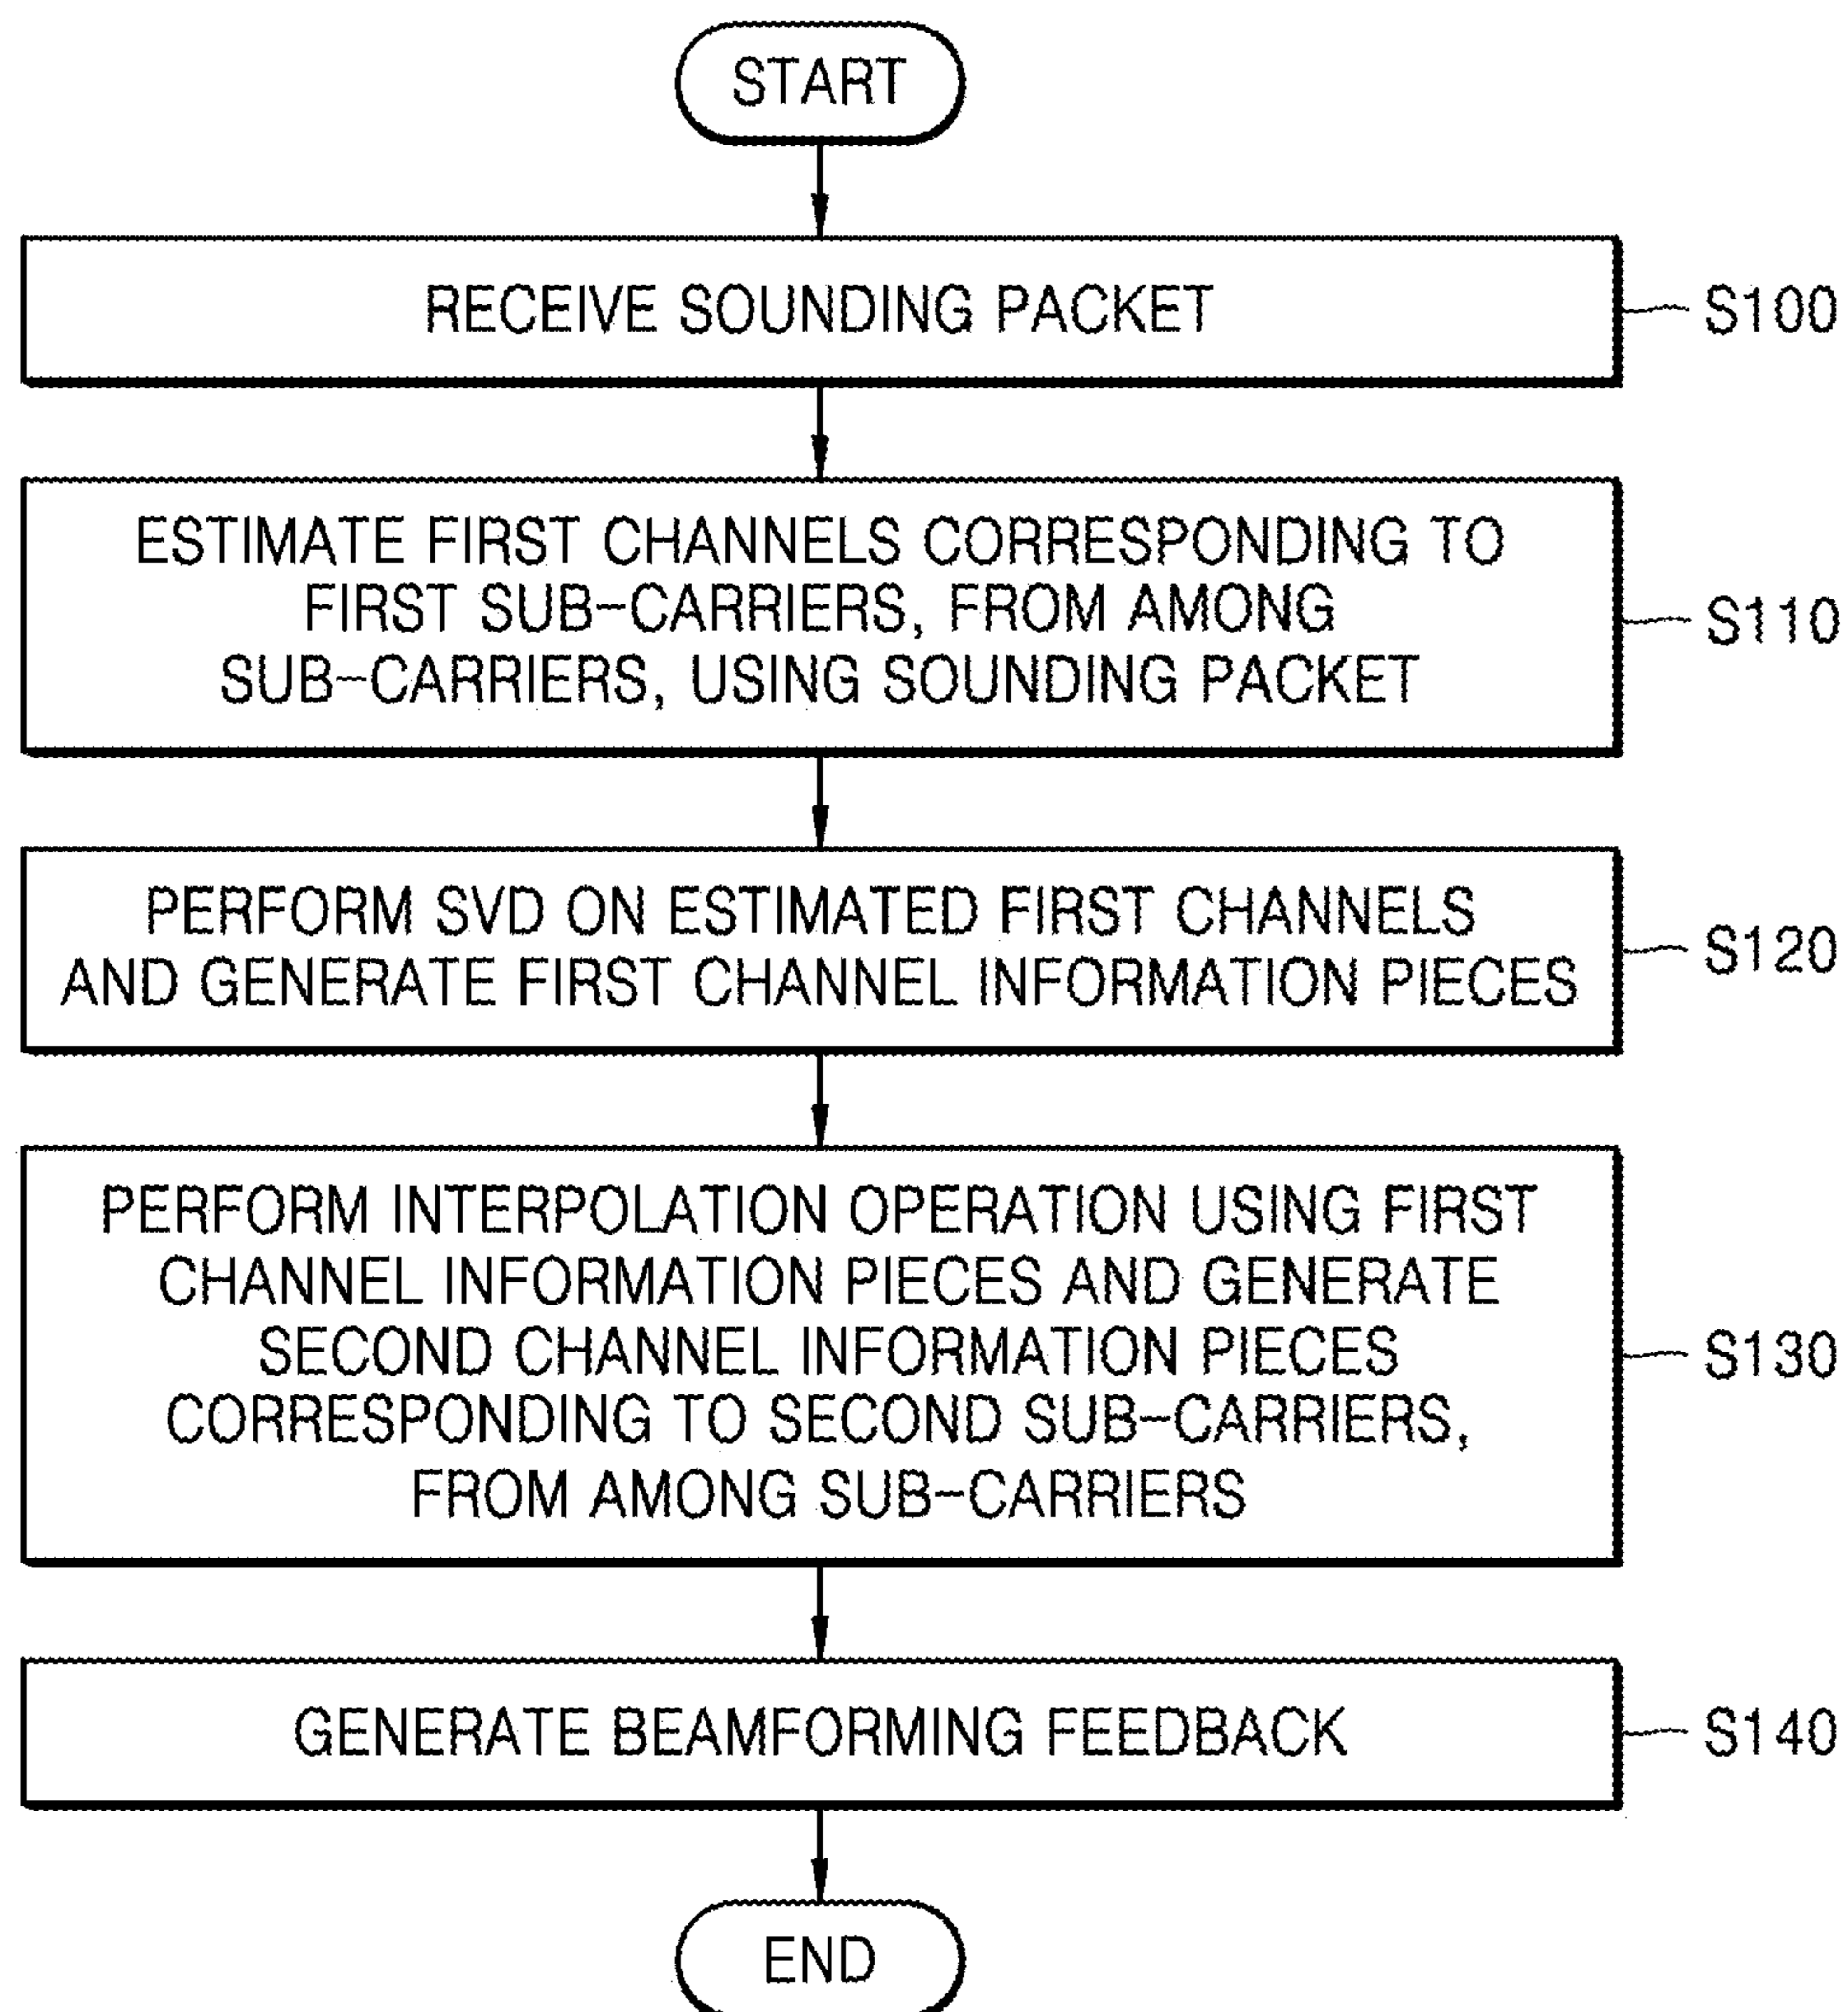 START
RECEIVE SOUNDING PACKET
S100
ESTIMATE FIRST CHANNELS CORRESPONDING TO
FIRST SUB-CARRIERS, FROM AMONG
SUB-CARRIERS, USING SOUNDING PACKET
S110
PERFORM SVD ON ESTIMATED FIRST CHANNELS
AND GENERATE FIRST CHANNEL INFORMATION PIECES
S120
PERFORM INTERPOLATION OPERATION USING FIRST
CHANNEL INFORMATION PIECES AND GENERATE
SECOND CHANNEL INFORMATION PIECES
CORRESPONDING TO SECOND SUB-CARRIERS,
FROM AMONG SUB-CARRIERS
S130
GENERATE BEAMFORMING FEEDBACK
S140
END